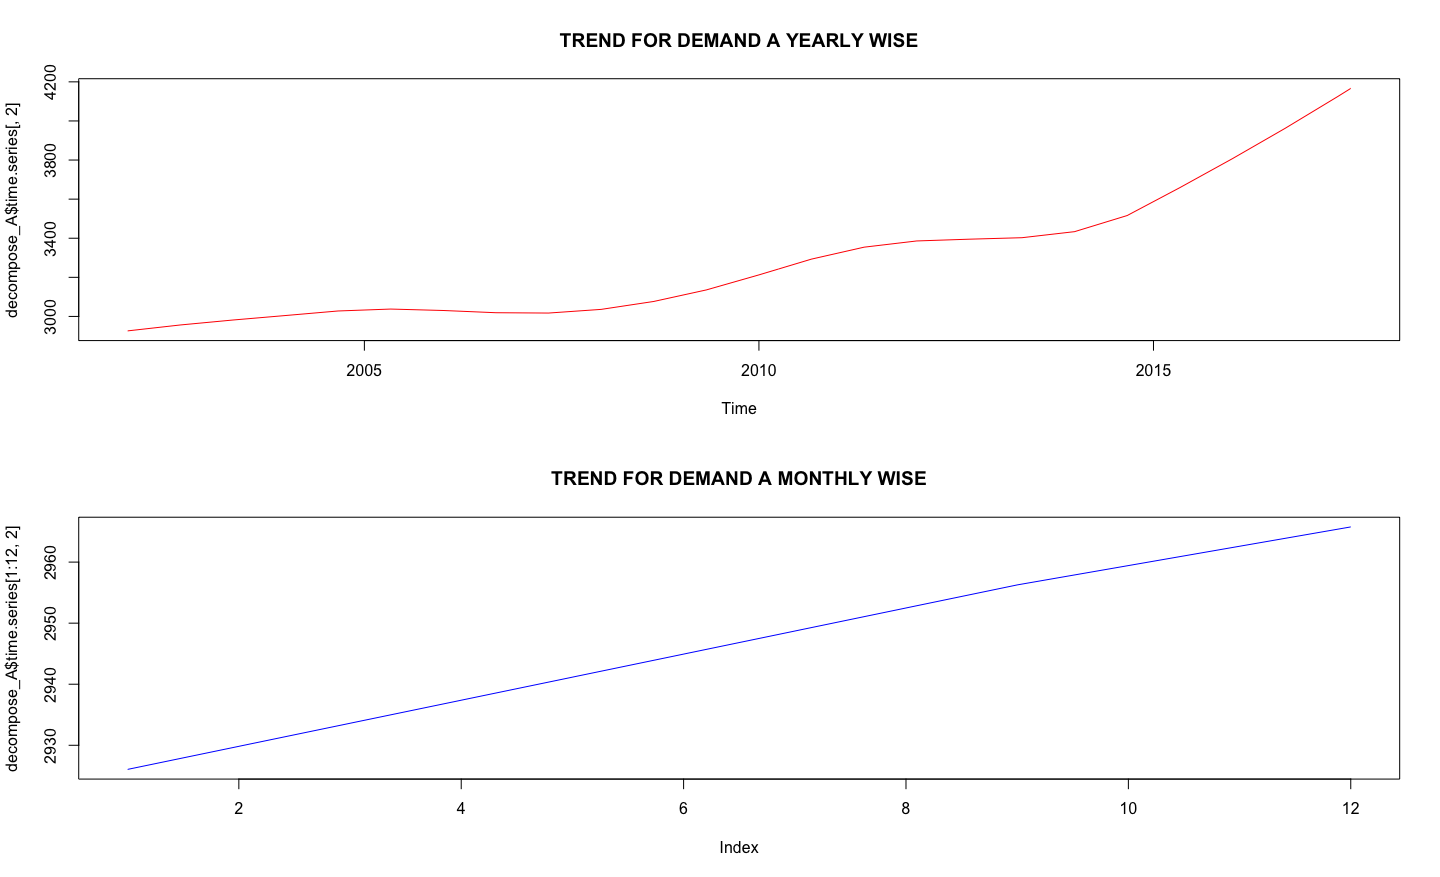 TREND FOR DEMAND A YEARLY WISE
decompose_A$time.series[, 2]
4200
3800
3400
3000
2005 2010 2015
Time
TREND FOR DEMAND A MONTHLY WISE
decompose_A$time.series[1:12, 2]
2960
2950
2940
2930
2 4 6 8 10 12
Index